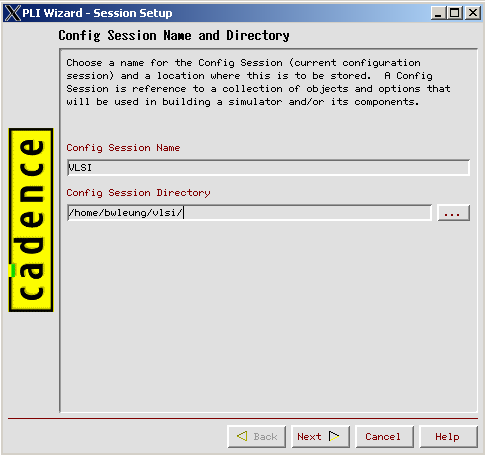 PLI Wizard - Session Setup
Config Session Name and Directory
Choose a name for the Config Session (current configuration
session) and a location where this is to be stored.  A Config
Session is reference to a collection of objects and options that
will be used in building a simulator and/or its components.
Config Session Name
VLSI
Config Session Directory
/home/bwleung/vlsi/
...
cādence
Back
Next
Cancel
Help